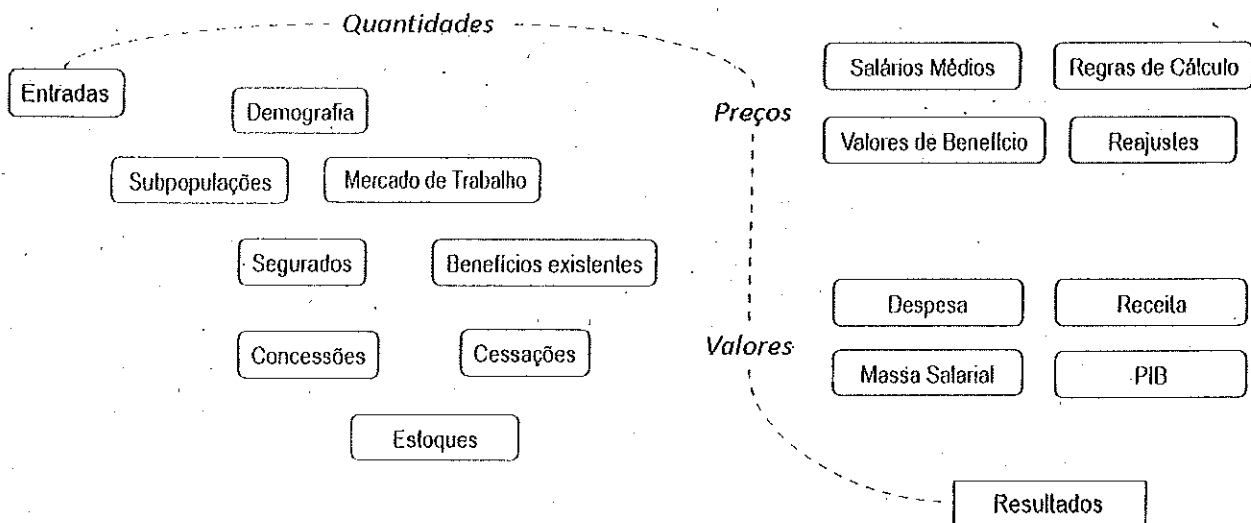 Quantidades
Entradas
Demografia
Subpopulações
Mercado de Trabalho
Segurados
Benefícios existentes
Concessões
Cessações
Estoques
Preços
Salários Médios
Regras de Cálculo
Valores de Benefício
Reajustes
Valores
Despesa
Receita
Massa Salarial
PIB
Resultados